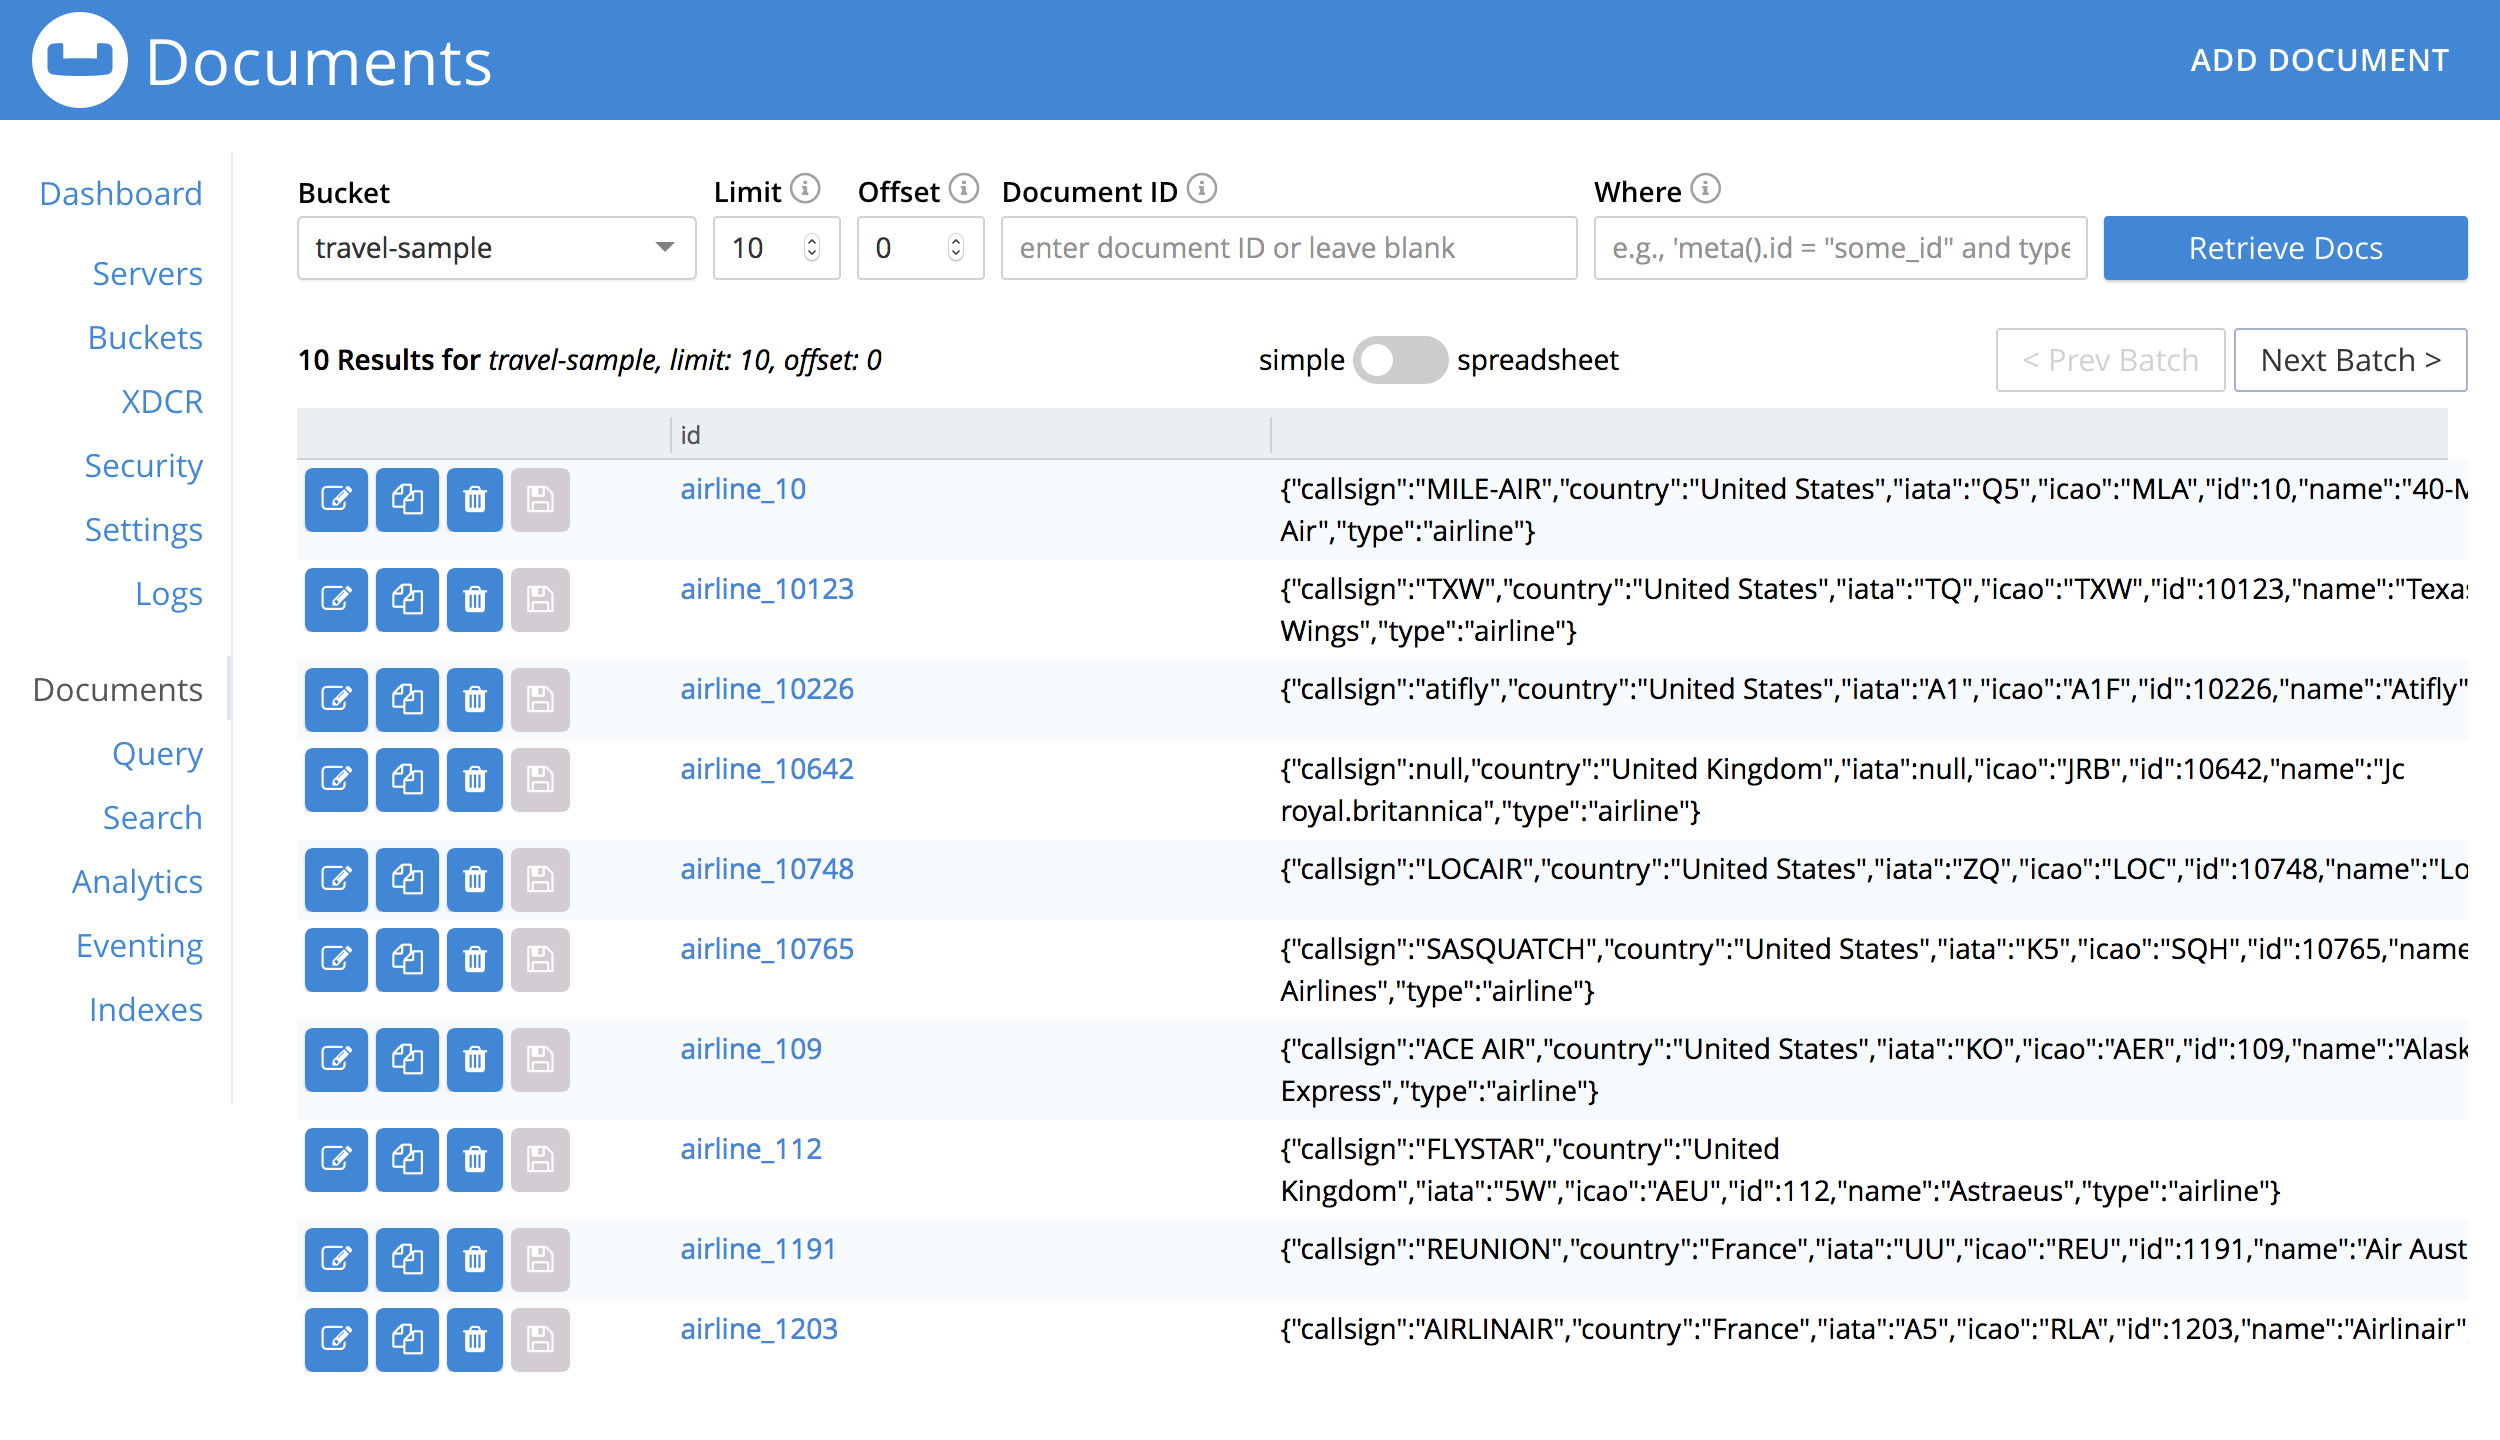 Documents
ADD DOCUMENT
Dashboard
Servers
Buckets
XDCR
Security
Settings
Logs
Documents
Query
Search
Analytics
Eventing
Indexes
Bucket
Limit
Offset
Document ID
Where
travel-sample
10
0
enter document ID or leave blank
e.g., 'meta().id = "some_id" and type
Retrieve Docs
10 Results for travel-sample, limit: 10, offset: 0
simple
spreadsheet
< Prev Batch
Next Batch >
id
airline_10
{"callsign":"MILE-AIR","country":"United States","iata":"Q5","icao":"MLA","id":10,"name":"40-M
Air","type":"airline"}
airline_10123
{"callsign":"TXW","country":"United States","iata":"TQ","icao":"TXW","id":10123,"name":"Texas
Wings","type":"airline"}
airline_10226
{"callsign":"atifly","country":"United States","iata":"A1","icao":"A1F","id":10226,"name":"Atifly"
airline_10642
{"callsign":null,"country":"United Kingdom","iata":null,"icao":"JRB","id":10642,"name":"Jc
royal.britannica","type":"airline"}
airline_10748
{"callsign":"LOCAIR","country":"United States","iata":"ZQ","icao":"LOC","id":10748,"name":"Lo
airline_10765
{"callsign":"SASQUATCH","country":"United States","iata":"K5","icao":"SQH","id":10765,"name
Airlines","type":"airline"}
airline_109
{"callsign":"ACE AIR","country":"United States","iata":"KO","icao":"AER","id":109,"name":"Alask
Express","type":"airline"}
airline_112
{"callsign":"FLYSTAR","country":"United
Kingdom","iata":"5W","icao":"AEU","id":112,"name":"Astraeus","type":"airline"}
airline_1191
{"callsign":"REUNION","country":"France","iata":"UU","icao":"REU","id":1191,"name":"Air Aust
airline_1203
{"callsign":"AIRLINAIR","country":"France","iata":"A5","icao":"RLA","id":1203,"name":"Airlinair",